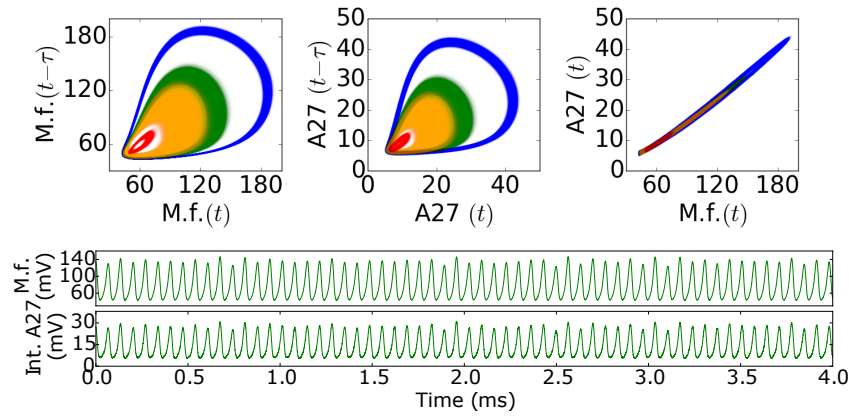 M.f.(t−τ)
180
120
60
60 120 180
M.f.(t)
A27 (t−τ)
50
40
30
20
10
0
0 20 40
A27 (t)
A27 (t)
50
40
30
20
10
0
60 120 180
M.f.(t)
M.f.
(mV)
140
100
60
Int. A27
(mV)
30
15
0
0.0 0.5 1.0 1.5 2.0 2.5 3.0 3.5 4.0
Time (ms)